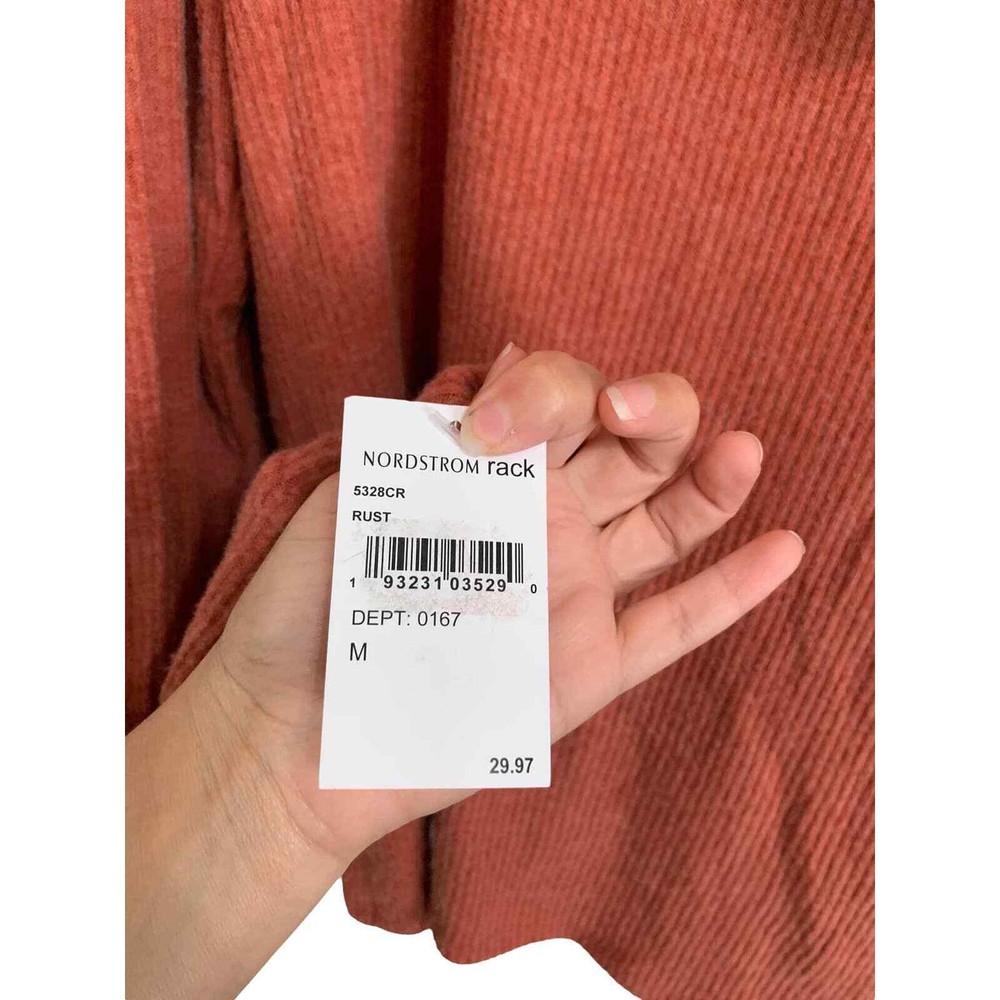 NORDSTROM rack
5328CR
RUST
1 93231 03529 0
DEPT: 0167
M
29.97